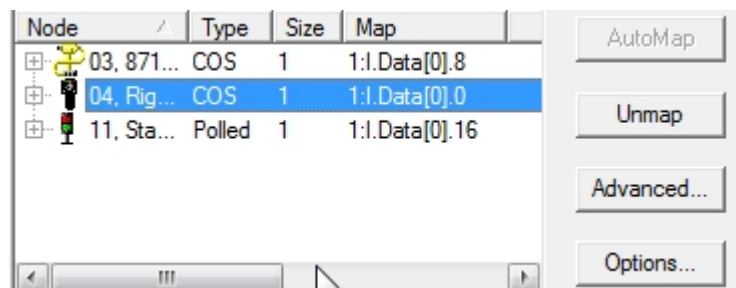 Node Type Size Map
03, 871... COS 1 1:I.Data[0].8
04, Rig... COS 1 1:I.Data[0].0
11, Sta... Polled 1 1:I.Data[0].16
AutoMap
Unmap
Advanced...
Options...